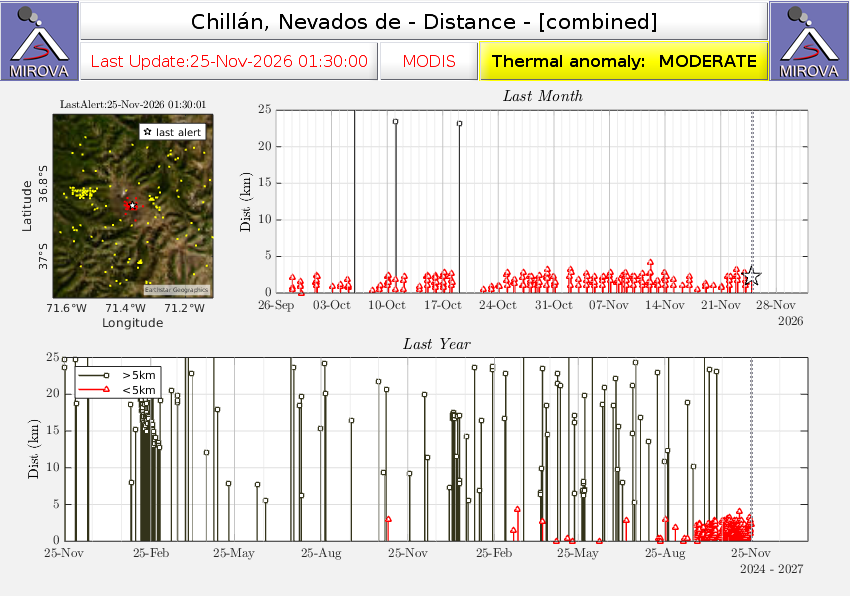 Chillán, Nevados de - Distance - [combined]
MIROVA
Last Update:25-Nov-2026 01:30:00
MODIS
Thermal anomaly: MODERATE
MIROVA
LastAlert:25-Nov-2026 01:30:01
last alert
Latitude
36.8°S
37°S
Earthstar Geographics
71.6°W 71.4°W 71.2°W
Longitude
Last Month
Dist (km)
25
20
15
10
5
0
26-Sep 03-Oct 10-Oct 17-Oct 24-Oct 31-Oct 07-Nov 14-Nov 21-Nov 28-Nov
2026
Last Year
Dist (km)
25
20
15
10
5
0
>5km
<5km
25-Nov 25-Feb 25-May 25-Aug 25-Nov 25-Feb 25-May 25-Aug 25-Nov
2024 - 2027